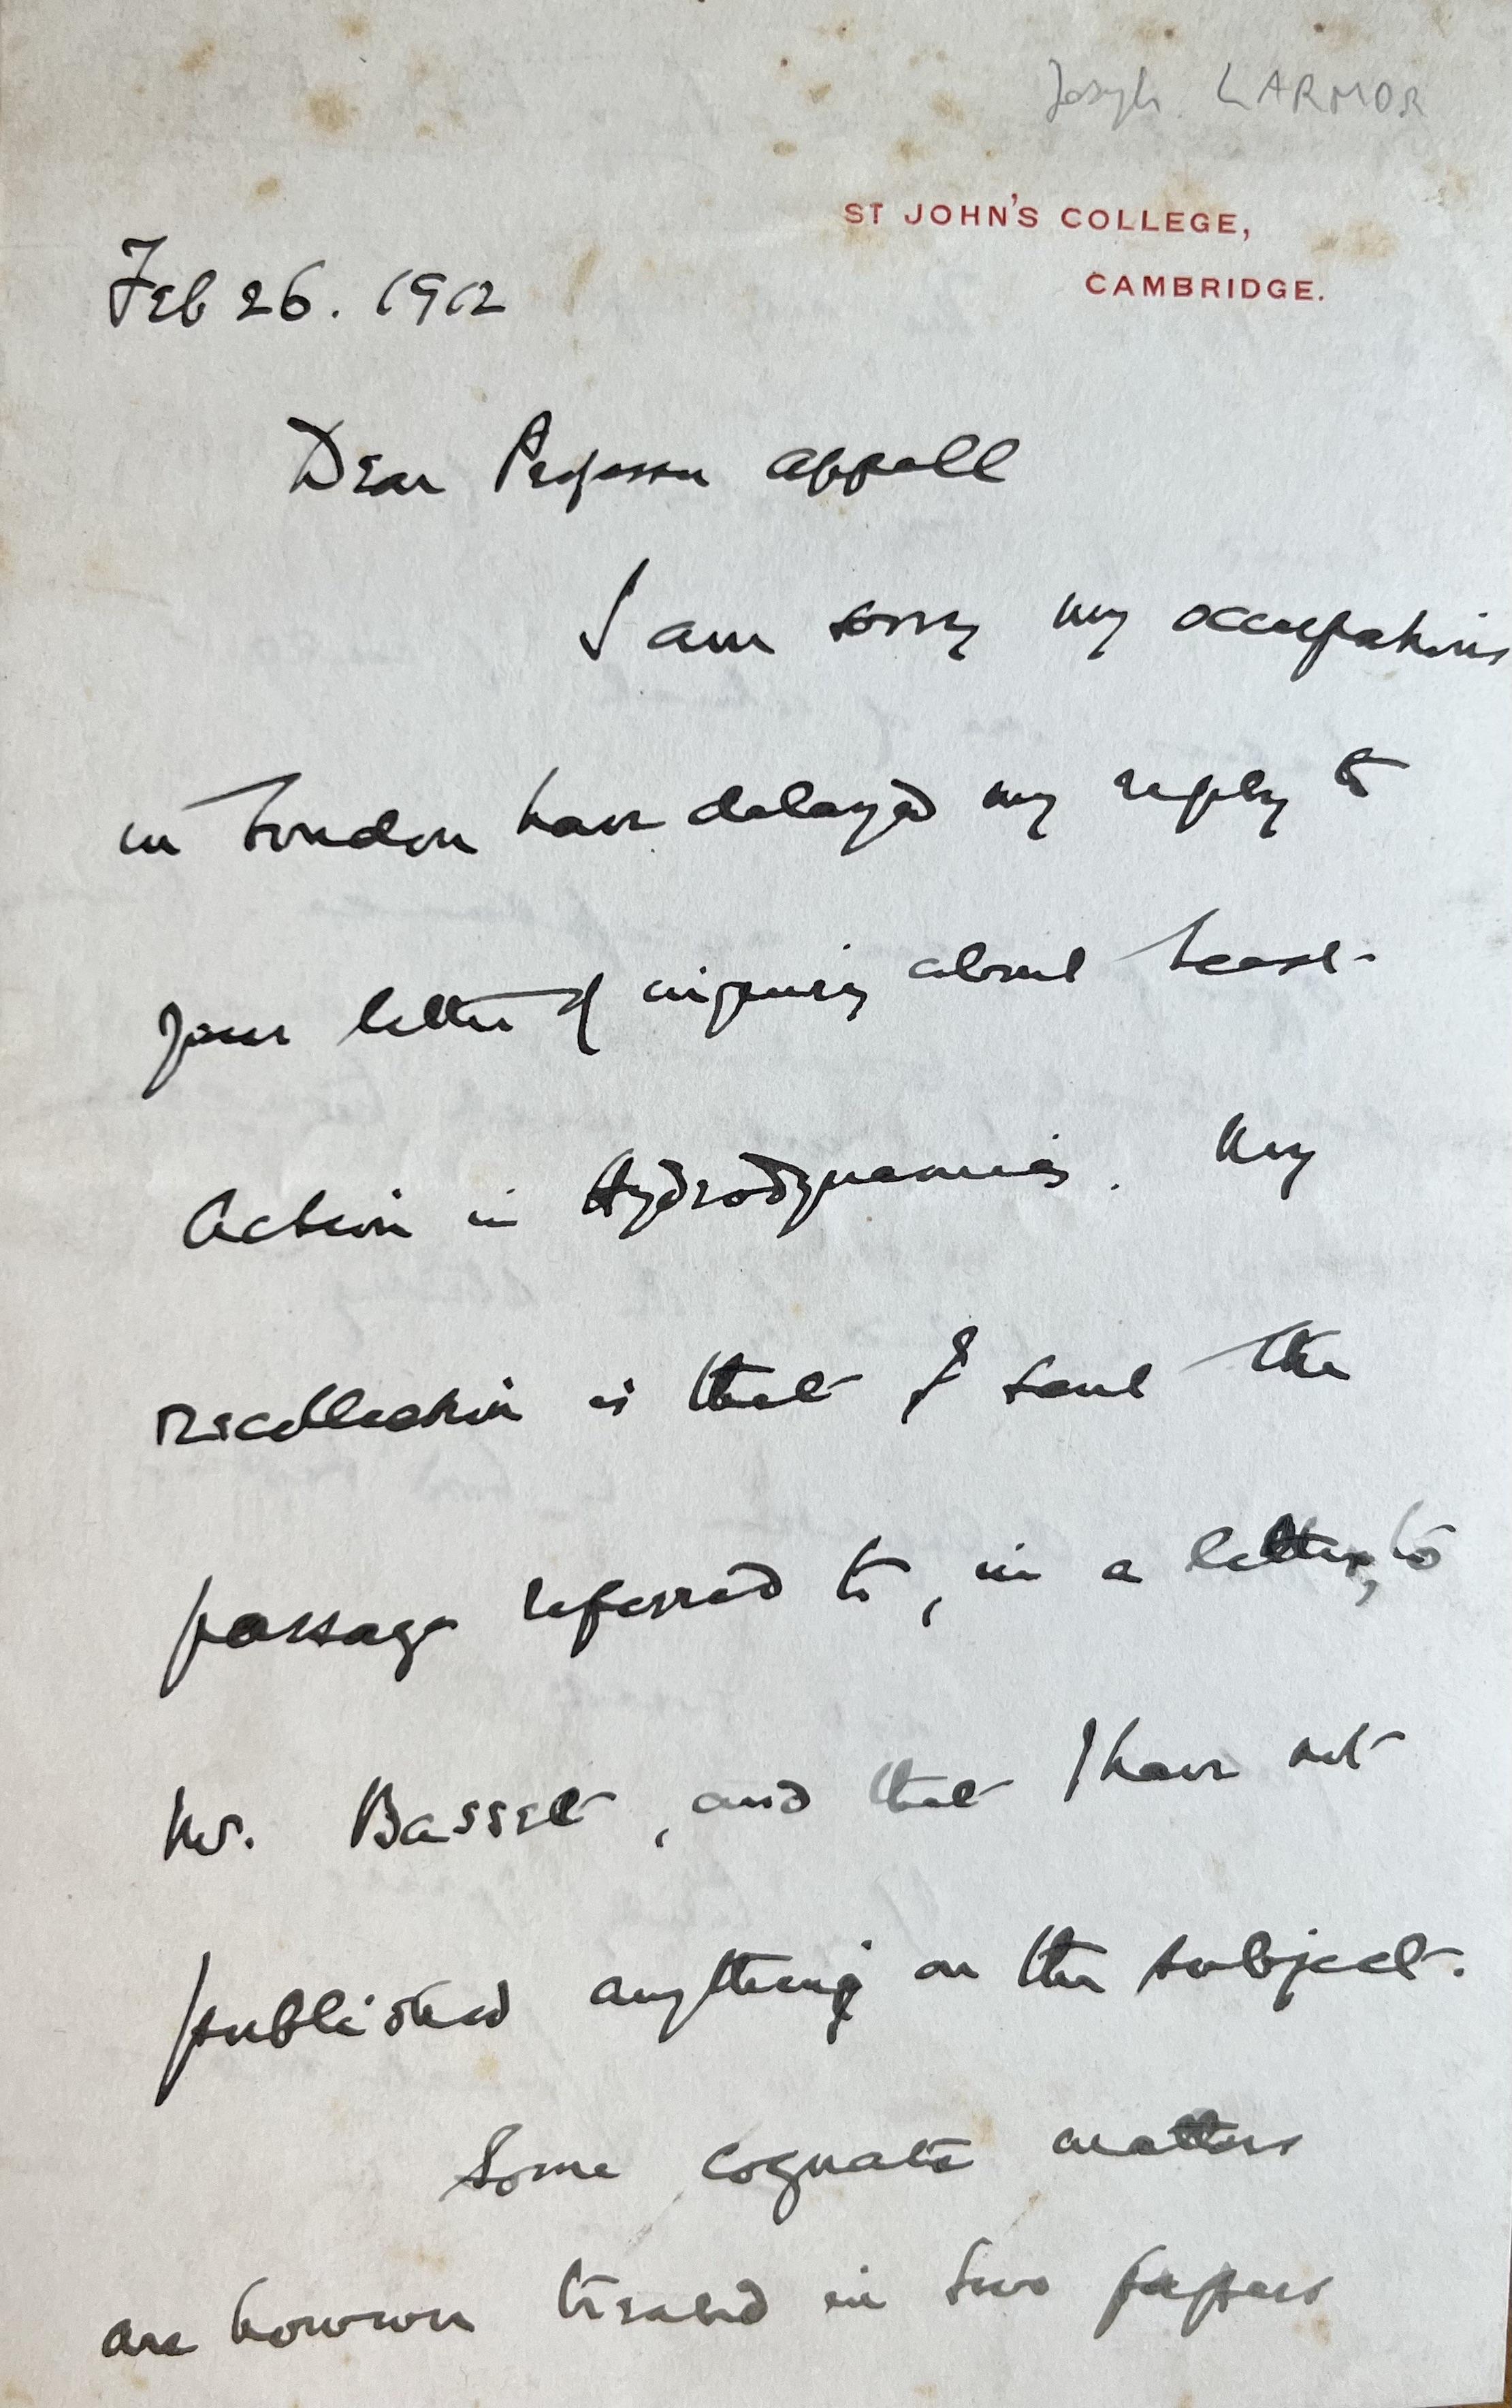 Joseph LARMOR
ST JOHN'S COLLEGE,
CAMBRIDGE.
Feb 26. 1912
Dear Professor Appell
I am sorry my occupations
in London have delayed my reply to
your letter of inquiry about Least
Action in Hydrodynamics. My
recollection is that I sent the
passage referred to, in a letter, to
Mr. Basset, and that I have not
published anything on the subject.
Some cognate matters
are however treated in two papers